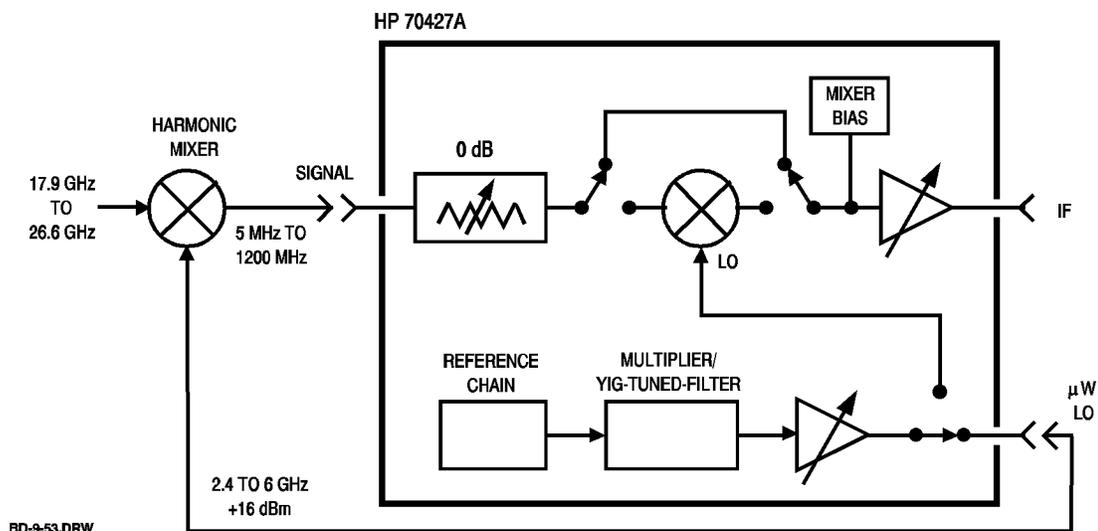 HP 70427A
MIXER
BIAS
HARMONIC
MIXER
0 dB
SIGNAL
17.9 GHz
TO
26.6 GHz
5 MHz TO
1200 MHz
IF
LO
REFERENCE
CHAIN
MULTIPLIER/
YIG-TUNED-FILTER
μW
LO
2.4 TO 6 GHz
+16 dBm
BD-9-53.DRW